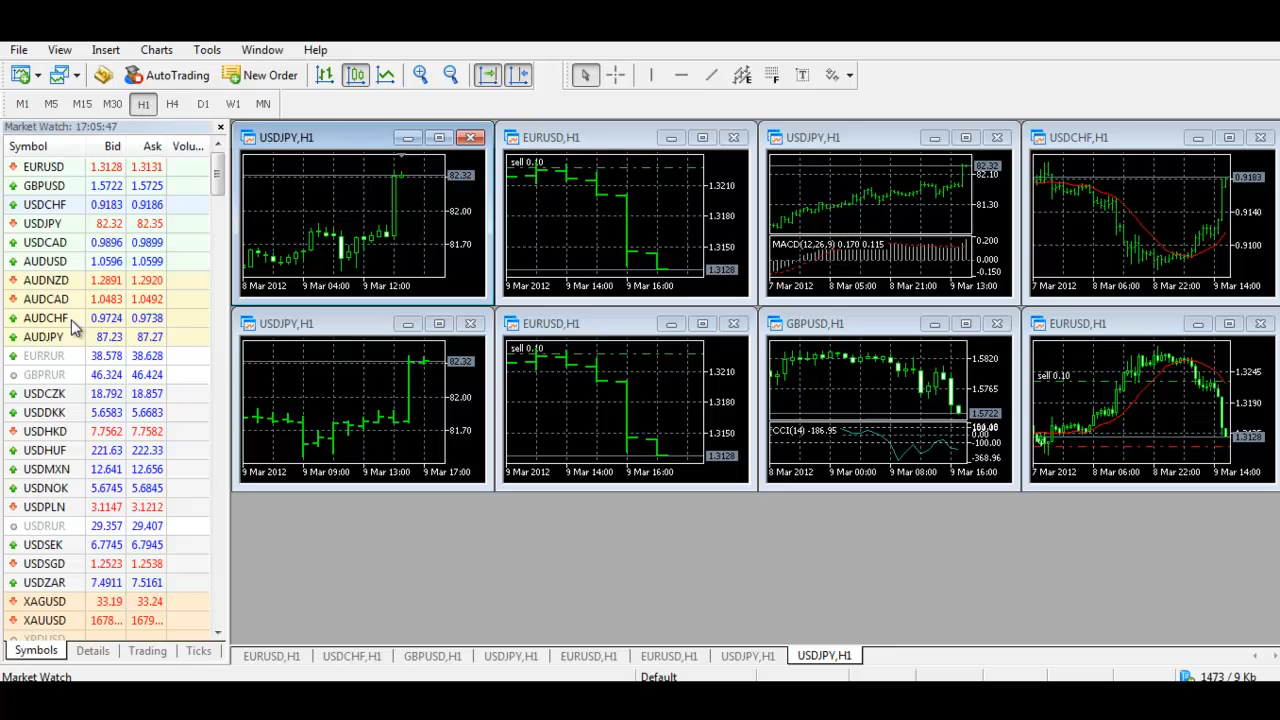 File View Insert Charts Tools Window Help
AutoTrading New Order
M1 M5 M15 M30 H1 H4 D1 W1 MN
Market Watch: 17:05:47
Symbol Bid Ask Volu...
EURUSD 1.3128 1.3131
GBPUSD 1.5722 1.5725
USDCHF 0.9183 0.9186
USDJPY 82.32 82.35
USDCAD 0.9896 0.9899
AUDUSD 1.0596 1.0599
AUDNZD 1.2891 1.2920
AUDCAD 1.0483 1.0492
AUDCHF 0.9724 0.9738
AUDJPY 87.23 87.27
EURRUR 38.578 38.628
GBPRUR 46.324 46.424
USDCZK 18.792 18.857
USDDKK 5.6583 5.6683
USDHKD 7.7562 7.7582
USDHUF 221.63 222.33
USDMXN 12.641 12.656
USDNOK 5.6745 5.6845
USDPLN 3.1147 3.1212
USDRUR 29.357 29.407
USDSEK 6.7745 6.7945
USDSGD 1.2523 1.2538
USDZAR 7.4911 7.5161
XAGUSD 33.19 33.24
XAUUSD 1678... 1679...
Symbols Details Trading Ticks
USDJPY,H1
82.32
82.00
81.70
8 Mar 2012 9 Mar 04:00 9 Mar 12:00
EURUSD,H1
sell 0.10
1.3210
1.3180
1.3150
1.3128
9 Mar 2012 9 Mar 14:00 9 Mar 16:00
USDJPY,H1
82.32
82.10
81.30
MACD(12,26,9) 0.170 0.115
0.200
0.000
-0.150
7 Mar 2012 8 Mar 11:00 9 Mar 13:00
USDCHF,H1
0.9183
0.9140
0.9100
7 Mar 2012 8 Mar 06:00 8 Mar 22:00 9 Mar 14:00
USDJPY,H1
82.32
82.00
81.70
9 Mar 2012 9 Mar 09:00 9 Mar 13:00 9 Mar 17:00
EURUSD,H1
sell 0.10
1.3210
1.3180
1.3150
1.3128
9 Mar 2012 9 Mar 14:00 9 Mar 16:00
GBPUSD,H1
1.5820
1.5765
1.5722
CCI(14) -186.95
0.00
-100.00
-368.96
8 Mar 2012 9 Mar 00:00 9 Mar 08:00 9 Mar 16:00
EURUSD,H1
sell 0.10
1.3245
1.3190
1.3128
7 Mar 2012 8 Mar 06:00 8 Mar 22:00 9 Mar 14:00
EURUSD,H1 USDCHF,H1 GBPUSD,H1 USDJPY,H1 EURUSD,H1 EURUSD,H1 USDJPY,H1 USDJPY,H1
Market Watch Default 1473 / 9 Kb